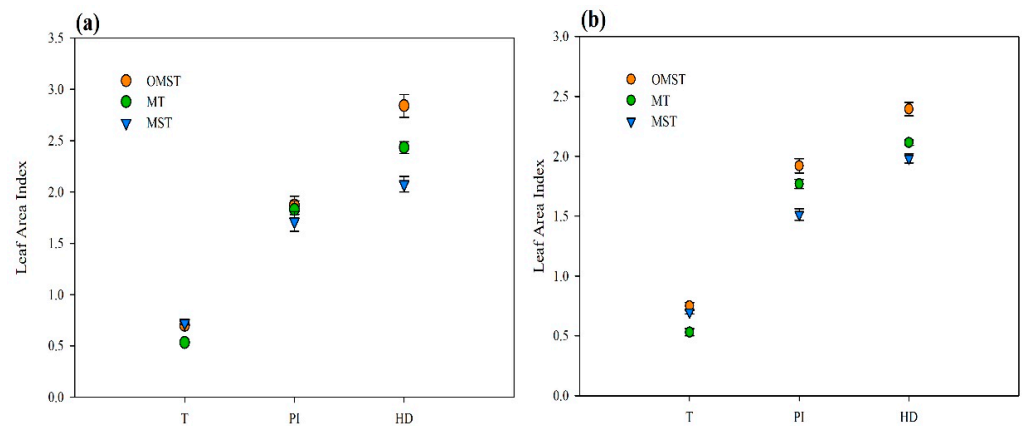 (a)
Leaf Area Index
3.5
3.0
2.5
2.0
1.5
1.0
0.5
0.0
OMST
MT
MST
T PI HD
(b)
Leaf Area Index
3.0
2.5
2.0
1.5
1.0
0.5
0.0
OMST
MT
MST
T PI HD